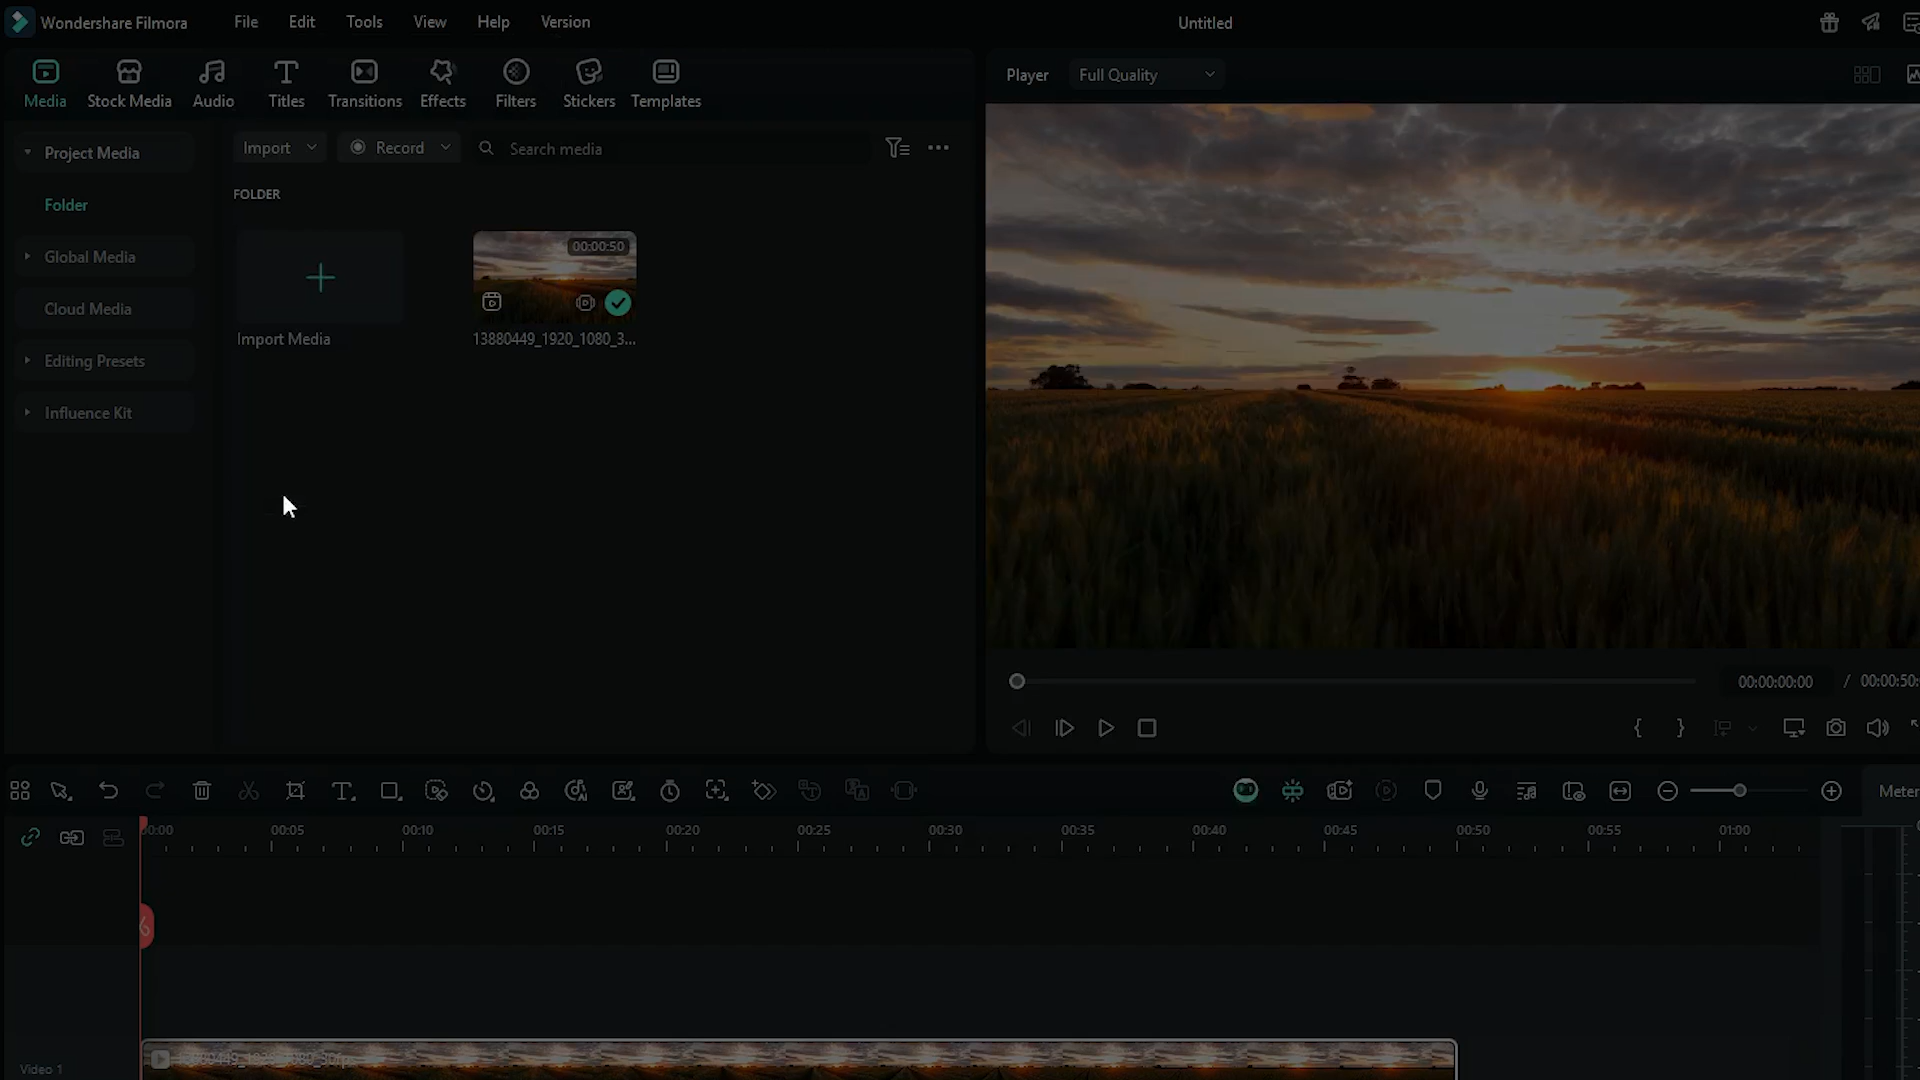 Wondershare Filmora File Edit Tools View Help Version Untitled
Media Stock Media Audio Titles Transitions Effects Filters Stickers Templates
Player Full Quality
Project Media
Import Record Search media
FOLDER
Folder
Global Media
Cloud Media
Editing Presets
Influence Kit
00:00:50
Import Media
13880449_1920_1080_3...
00:00:00:00 / 00:00:50:
Meter
00:00 00:05 00:10 00:15 00:20 00:25 00:30 00:35 00:40 00:45 00:50 00:55 01:00
Video 1